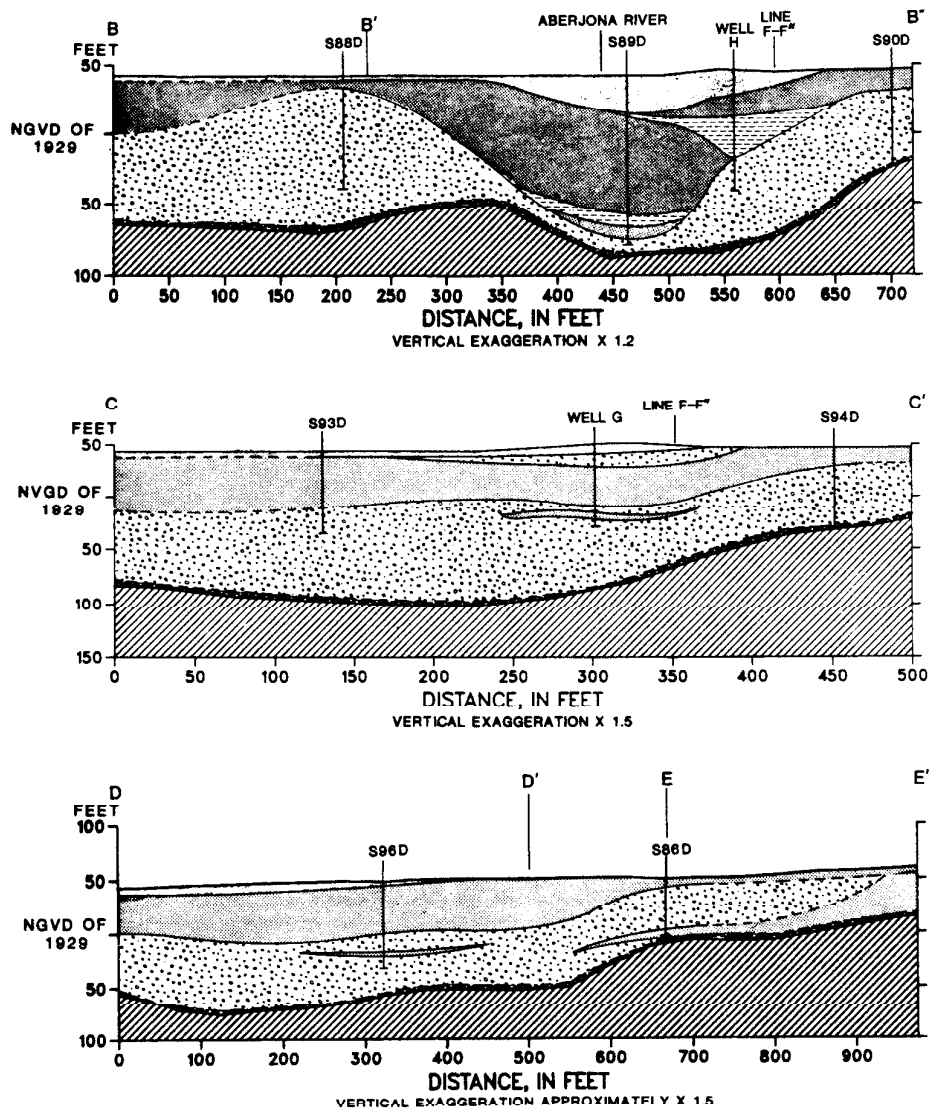 B B' ABERJONA RIVER WELL H LINE F-F" B"
FEET S88D S89D S90D
50
NGVD OF 1929
50
100
0 50 100 150 200 250 300 350 400 450 500 550 600 650 700
DISTANCE, IN FEET
VERTICAL EXAGGERATION X 1.2
C C'
FEET S93D WELL G LINE F-F" S94D
50
NVGD OF 1929
50
100
150
0 50 100 150 200 250 300 350 400 450 500
DISTANCE, IN FEET
VERTICAL EXAGGERATION X 1.5
D D' E E'
FEET
100
S96D S86D
50
NGVD OF 1929
50
100
0 100 200 300 400 500 600 700 800 900
DISTANCE, IN FEET
VERTICAL EXAGGERATION APPROXIMATELY X 1.5